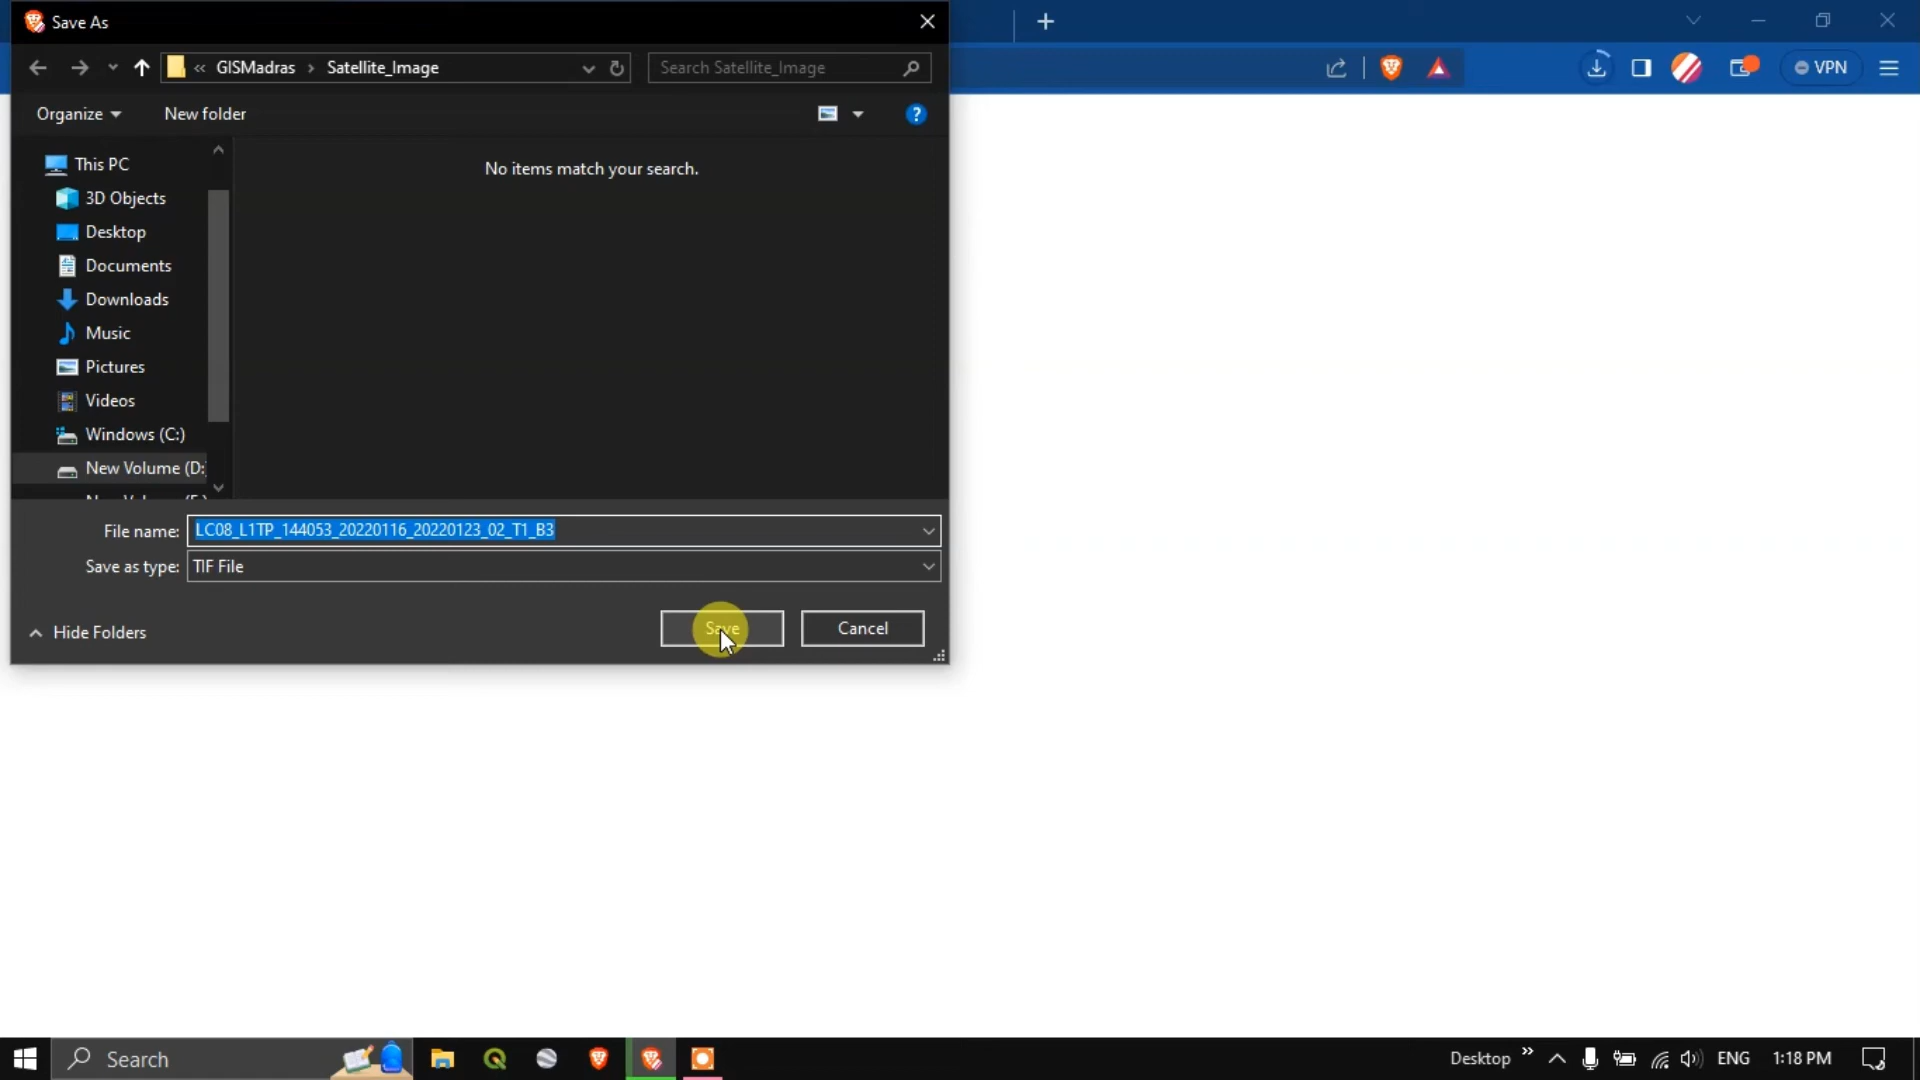 Save As
« GISMadras › Satellite_Image
Search Satellite_Image
VPN
Organize
New folder
This PC
3D Objects
Desktop
Documents
Downloads
Music
Pictures
Videos
Windows (C:)
New Volume (D:
No items match your search.
File name: LC08_L1TP_144053_20220116_20220123_02_T1_B3
Save as type: TIF File
Hide Folders
Save
Cancel
Search
Desktop
ENG
1:18 PM